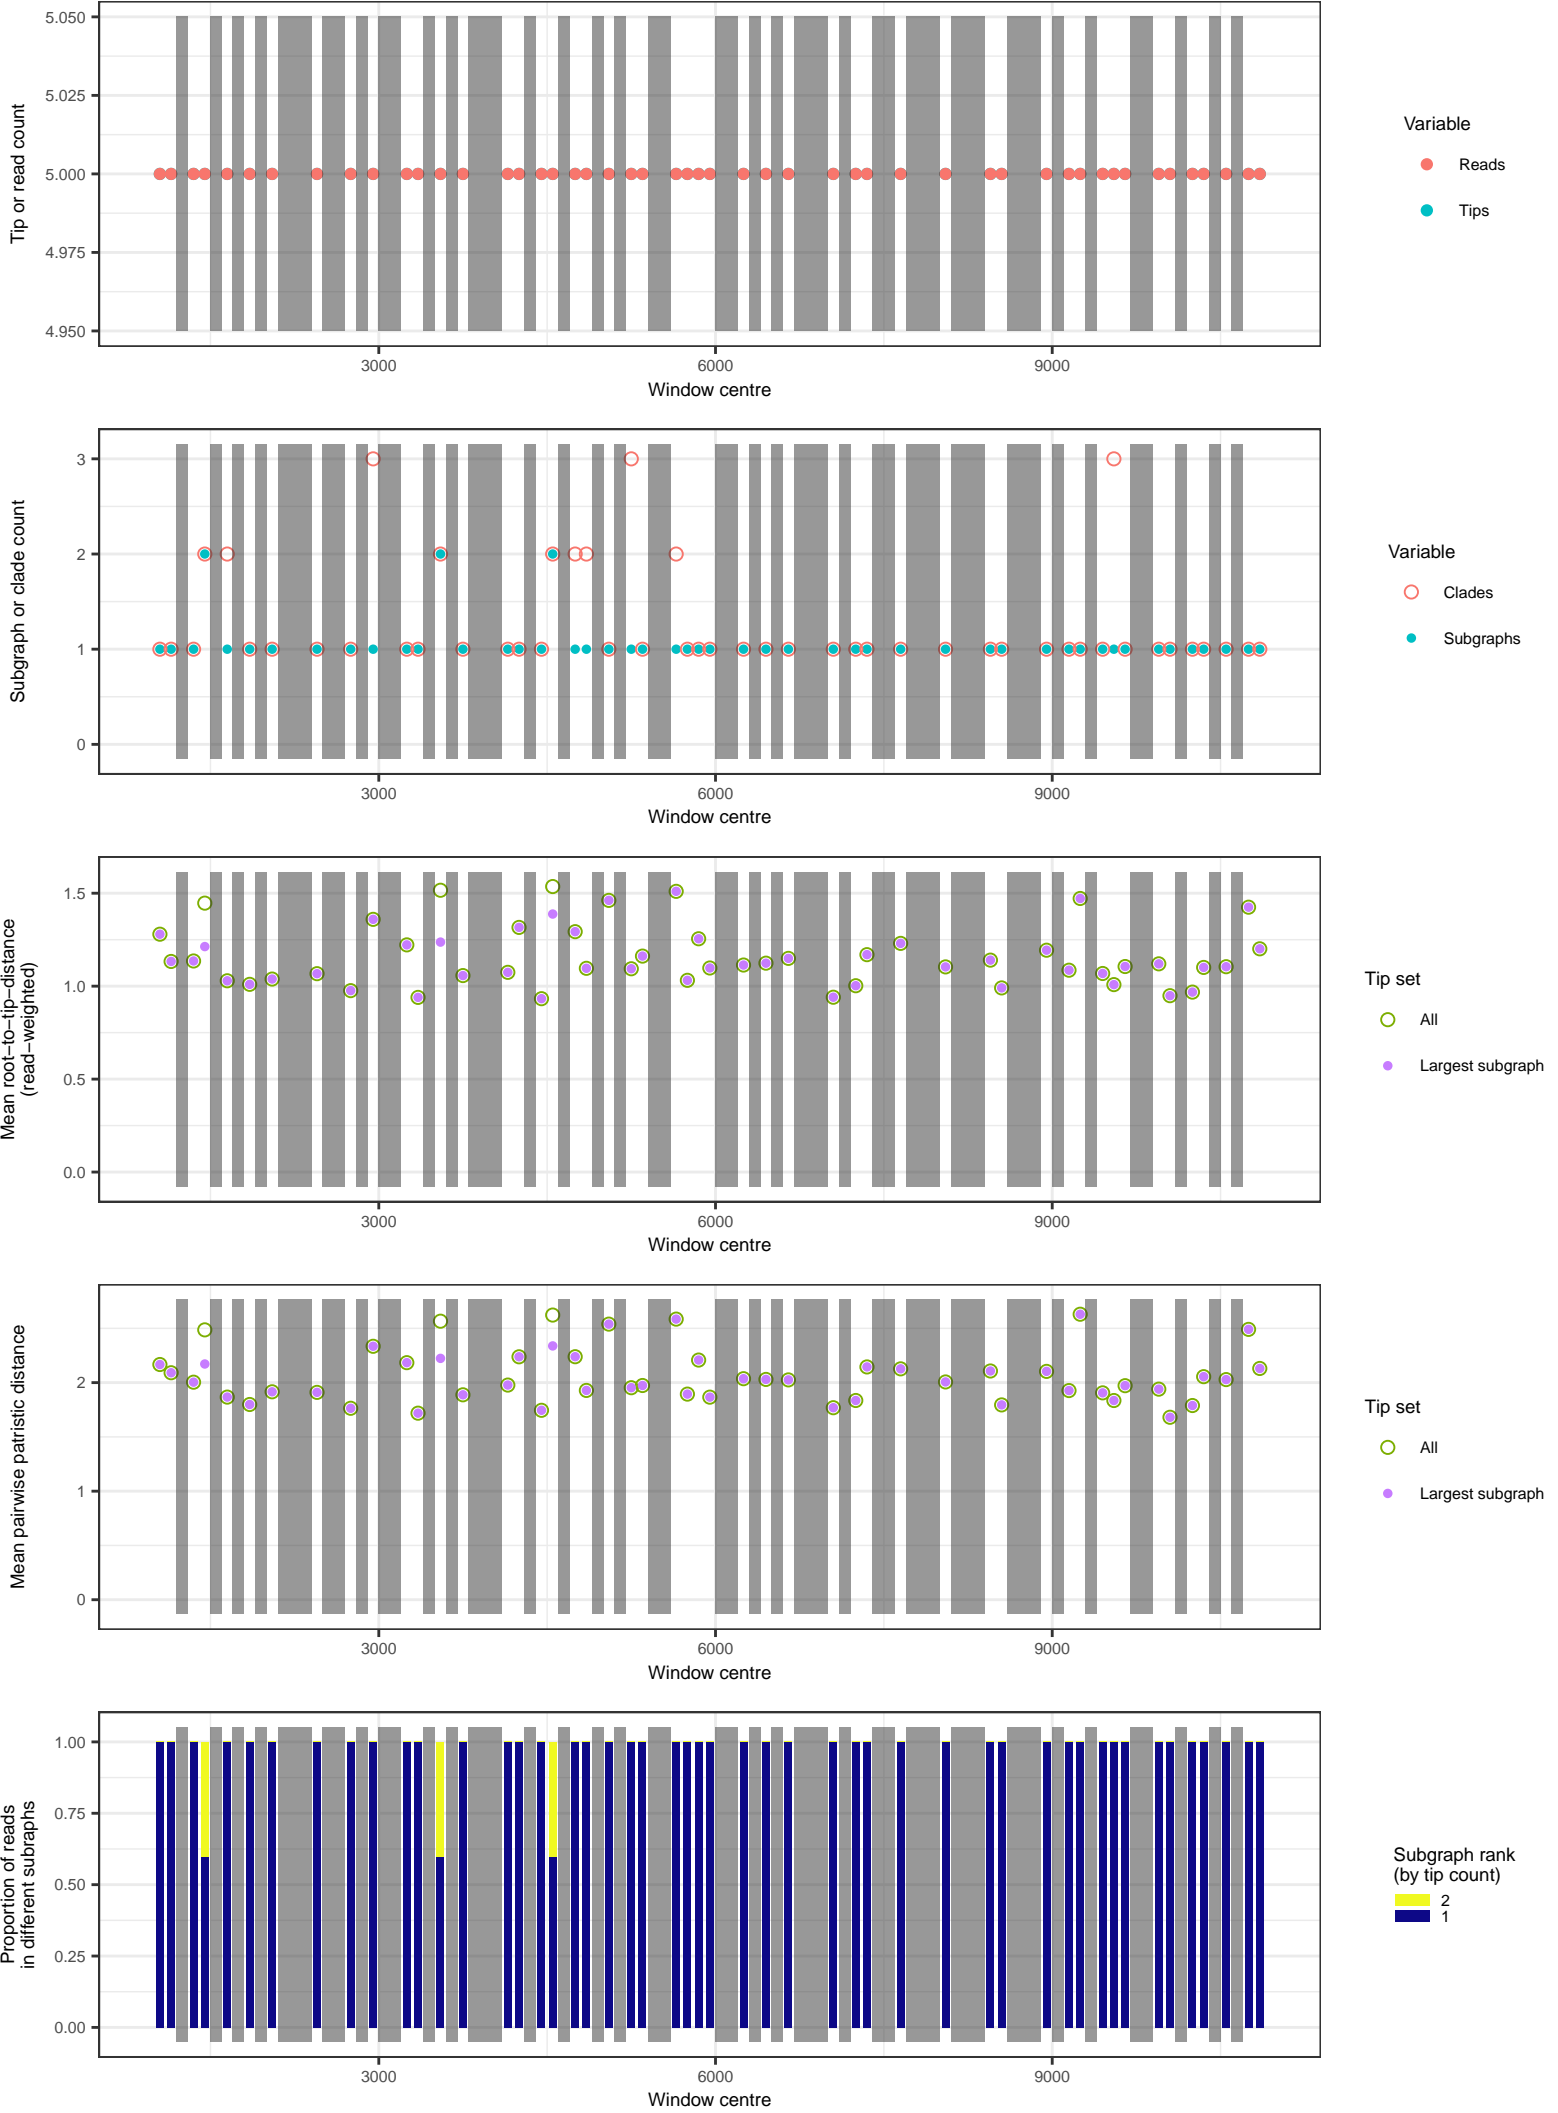 5.050
5.025
5.000
4.975
4.950
Tip or read count
3000
6000
9000
Window centre
Variable
Reads
Tips
3
2
1
0
Subgraph or clade count
3000
6000
9000
Window centre
Variable
Clades
Subgraphs
1.5
1.0
0.5
0.0
Mean root−to−tip−distance
(read−weighted)
3000
6000
9000
Window centre
Tip set
All
Largest subgraph
2
1
0
Mean pairwise patristic distance
3000
6000
9000
Window centre
Tip set
All
Largest subgraph
1.00
0.75
0.50
0.25
0.00
Proportion of reads
in different subraphs
3000
6000
9000
Window centre
Subgraph rank
(by tip count)
2
1